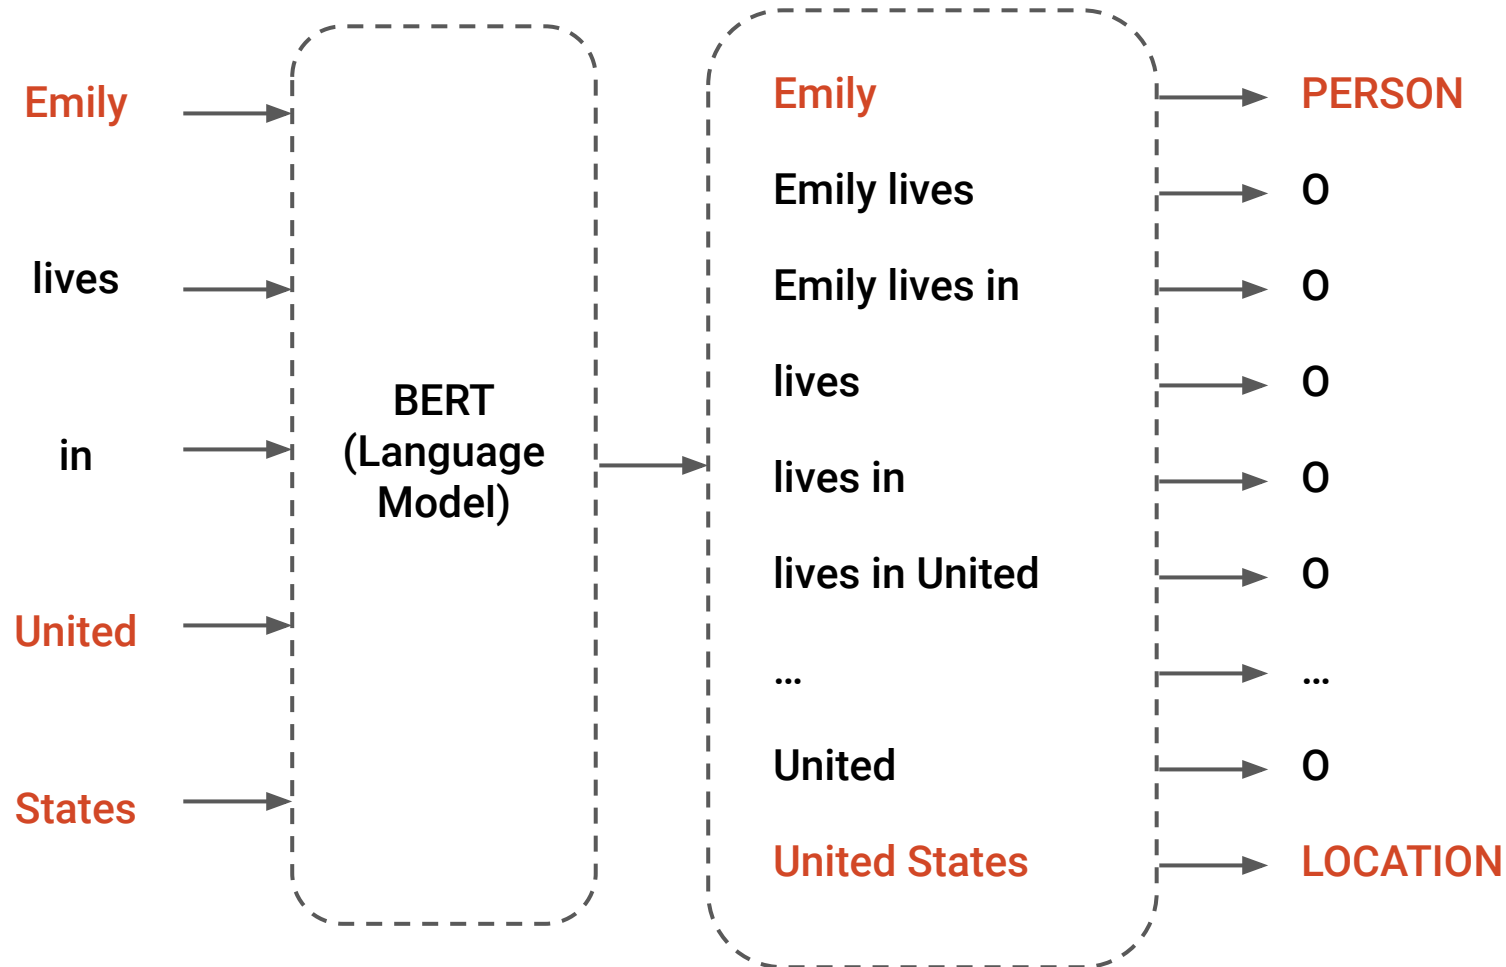 Emily
lives
in
United
States
BERT
(Language
Model)
Emily
Emily lives
Emily lives in
lives
lives in
lives in United
...
United
United States
PERSON
O
O
O
O
O
...
O
LOCATION